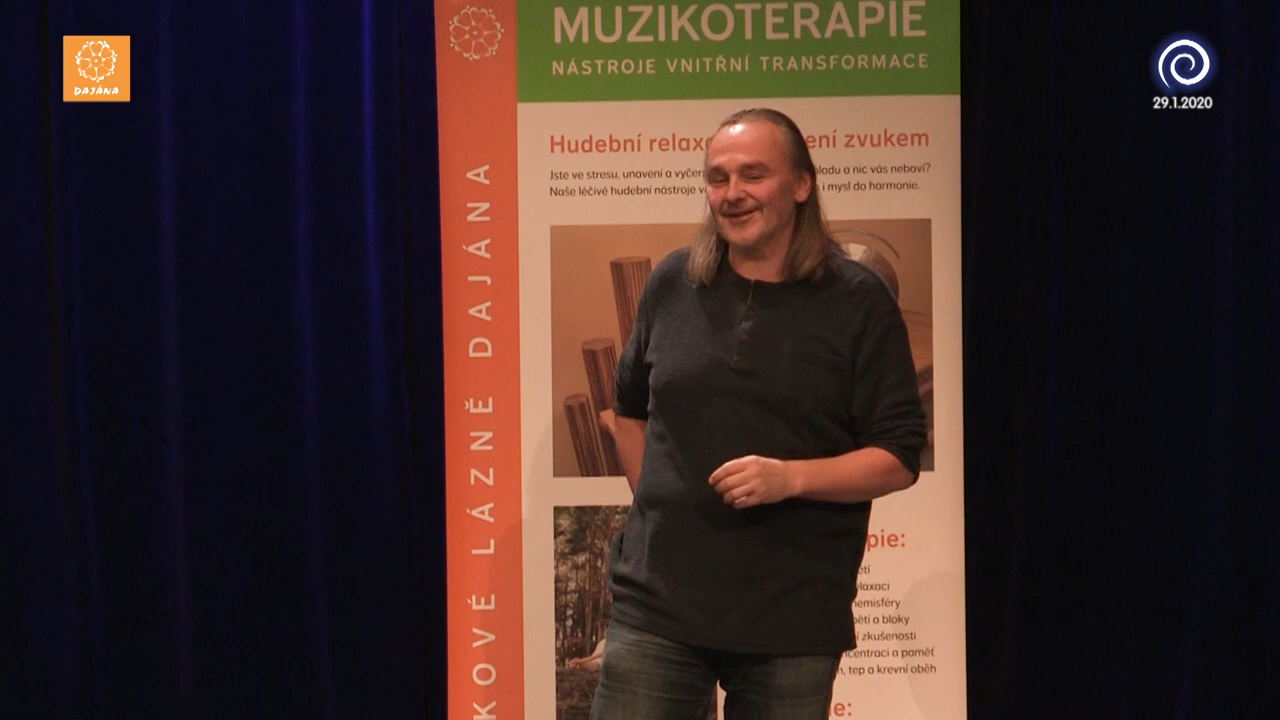 DAJÁNA
29.1.2020
KOVÉ LÁZNĚ DAJÁNA
MUZIKOTERAPIE
NÁSTROJE VNITŘNÍ TRANSFORMACE
Hudební relax ení zvukem
Jste ve stresu, unavení a vyčer hladu a nic vás nebaví?
Naše léčivé hudební nástroje v i mysl do harmonie.
pie:
ětí
elaxaci
hemisféry
pětí a bloky
í zkušenosti
ncentraci a paměť
h, tep a krevní oběh
e: